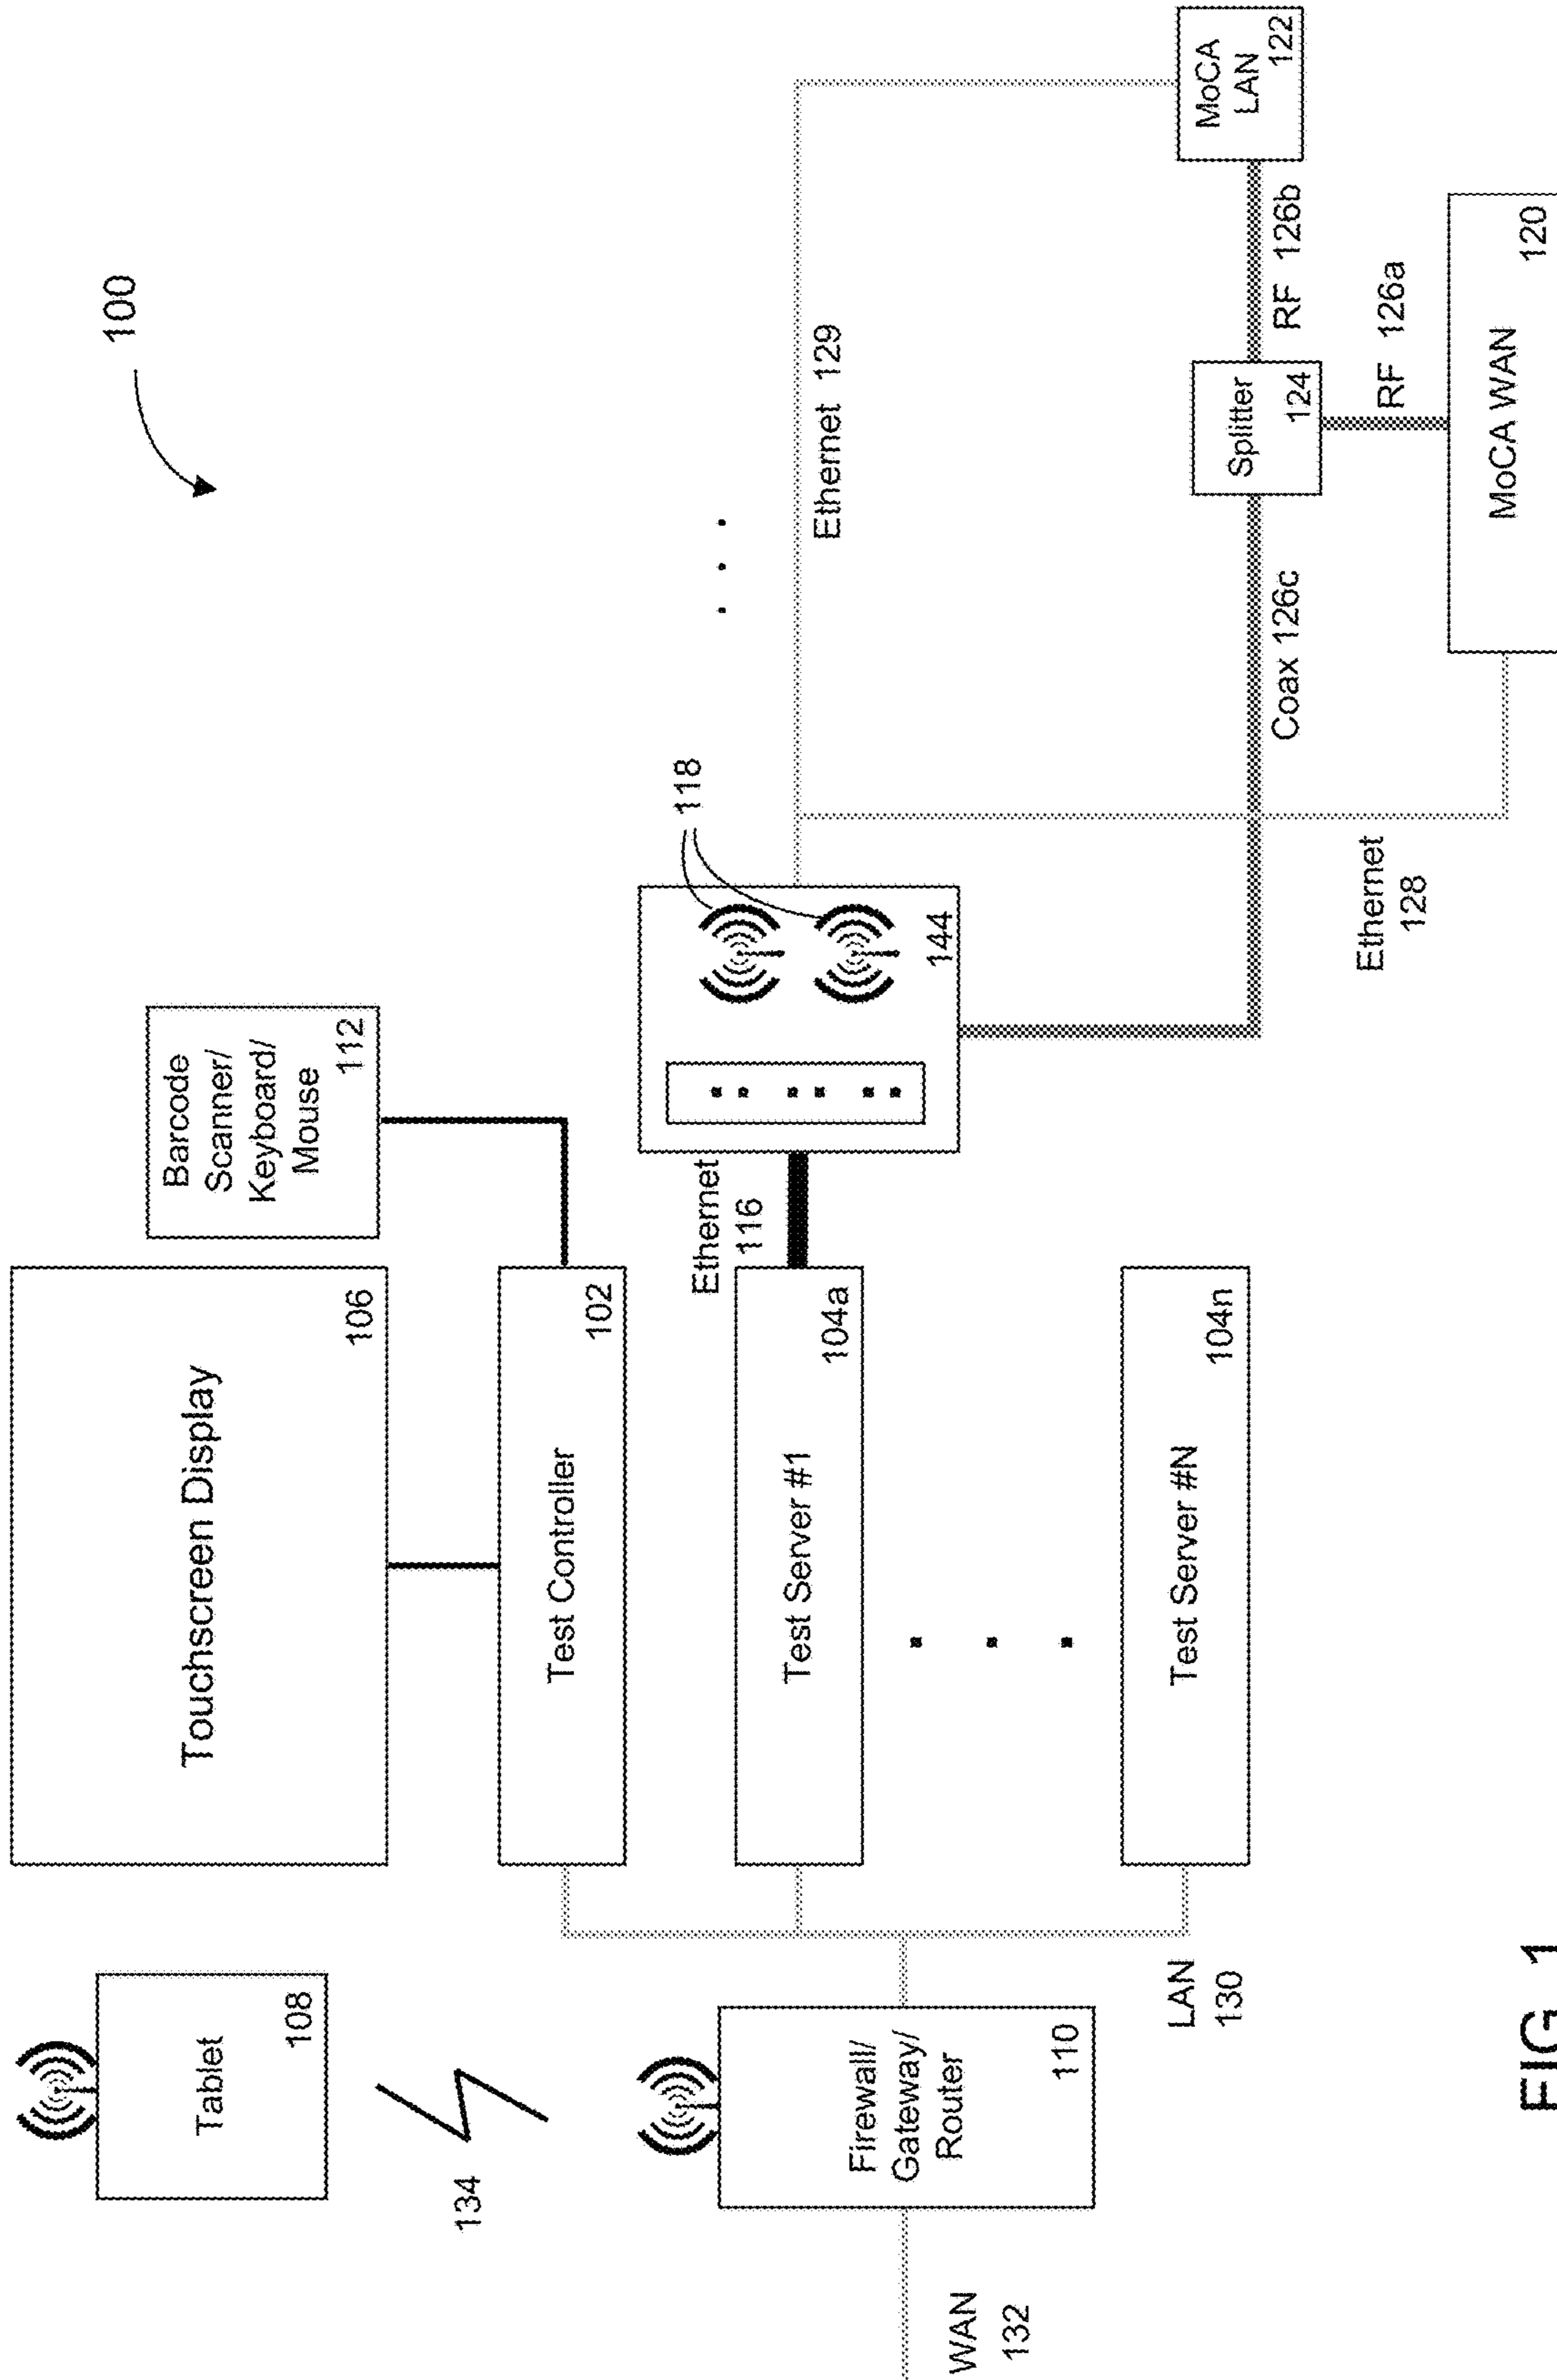 100
Tablet
108
134
Firewall/
Gateway/
Router
110
WAN
132
LAN
130
Touchscreen Display
106
Test Controller
102
Barcode
Scanner/
Keyboard/
Mouse
112
Test Server #1
104a
Test Server #N
104n
Ethernet
116
118
144
Ethernet 129
Coax 126c
Ethernet
128
Splitter
124
RF 126b
RF 126a
MoCA
LAN
122
MoCA WAN
120
FIG. 1